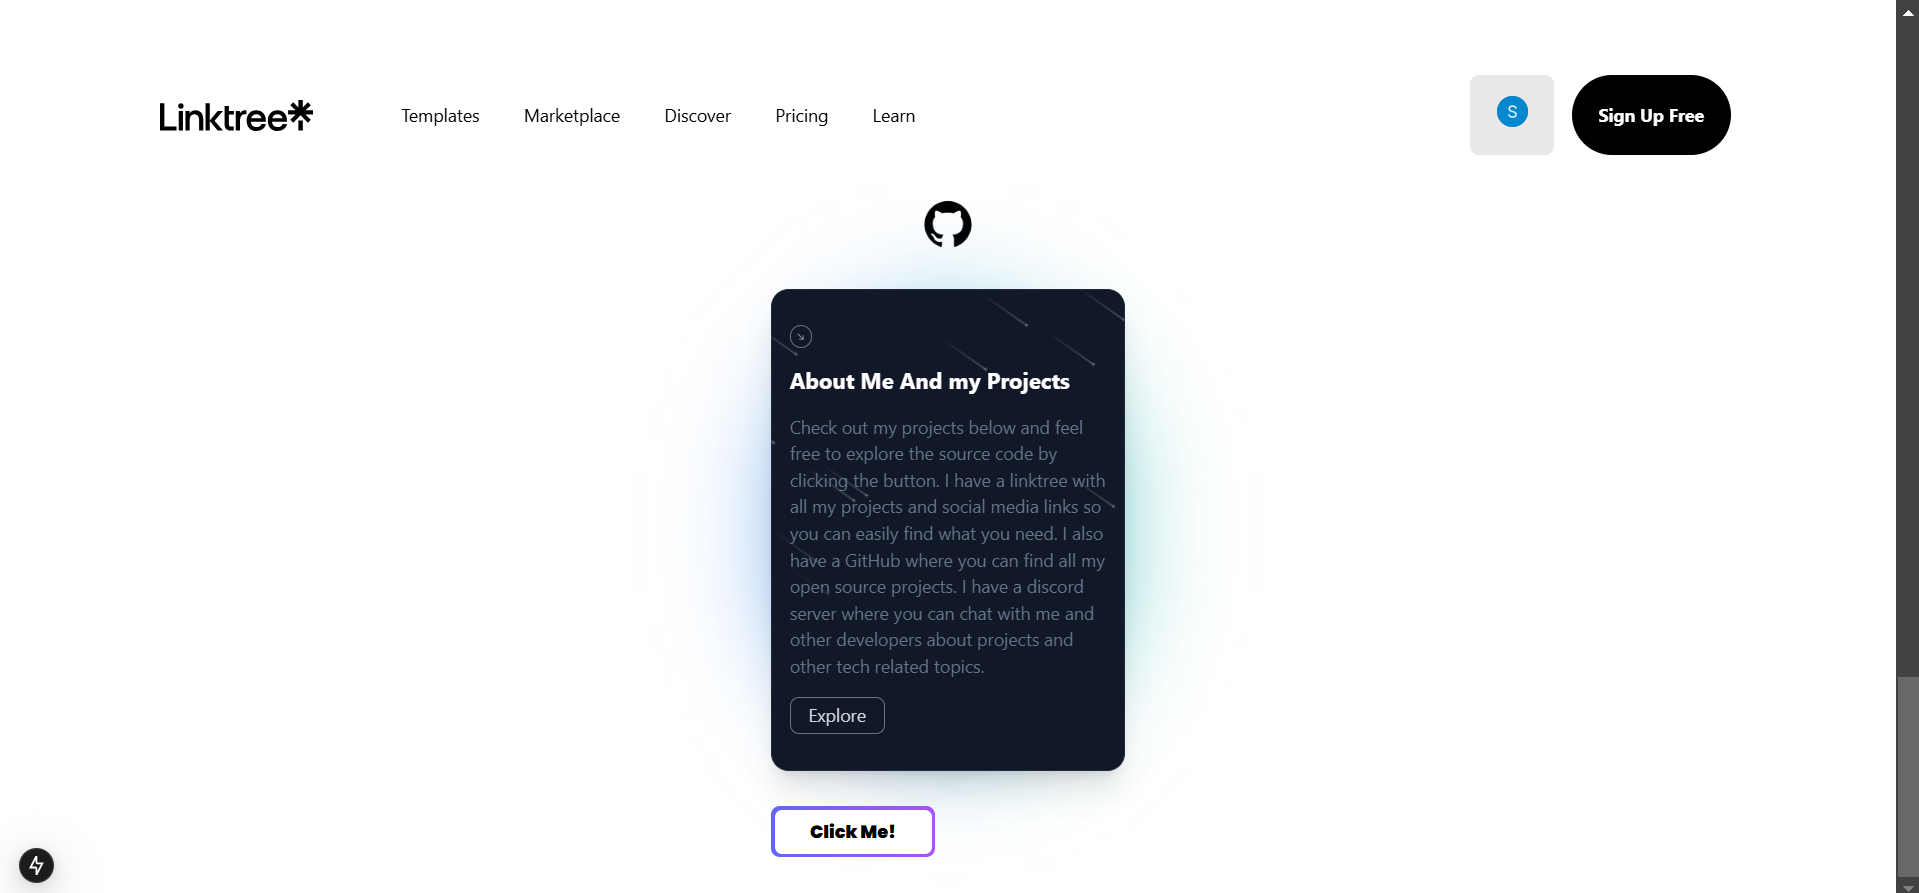 Linktree
Templates
Marketplace
Discover
Pricing
Learn
S
Sign Up Free
About Me And my Projects
Check out my projects below and feel
free to explore the source code by
clicking the button. I have a linktree with
all my projects and social media links so
you can easily find what you need. I also
have a GitHub where you can find all my
open source projects. I have a discord
server where you can chat with me and
other developers about projects and
other tech related topics.
Explore
Click Me!